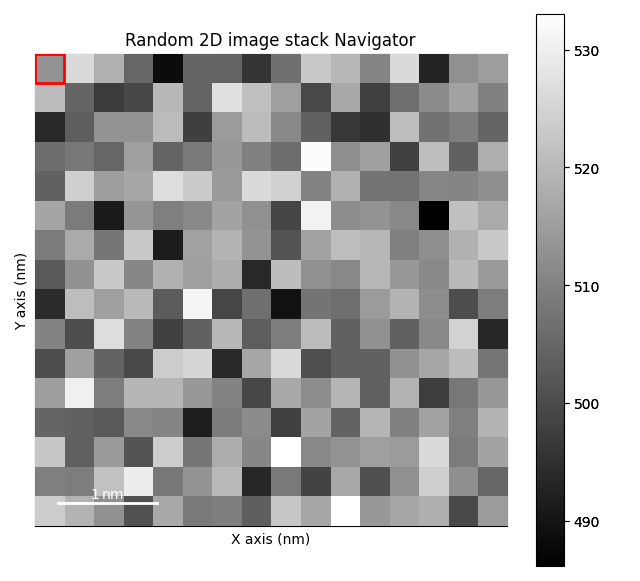 Random 2D image stack Navigator
530
520
510
500
490
Y axis (nm)
1 nm
X axis (nm)